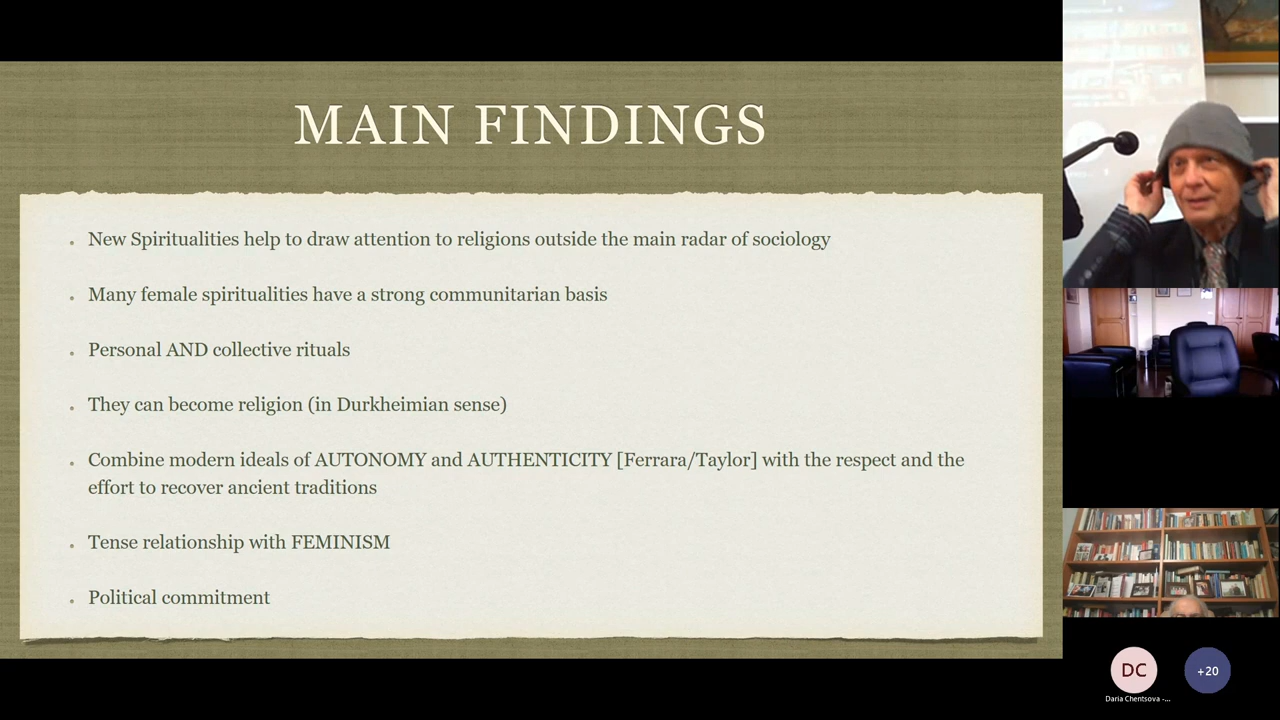 MAIN FINDINGS
New Spiritualities help to draw attention to religions outside the main radar of sociology
Many female spiritualities have a strong communitarian basis
Personal AND collective rituals
They can become religion (in Durkheimian sense)
Combine modern ideals of AUTONOMY and AUTHENTICITY [Ferrara/Taylor] with the respect and the
effort to recover ancient traditions
Tense relationship with FEMINISM
Political commitment
DC
+20
Daria Chentsova -...